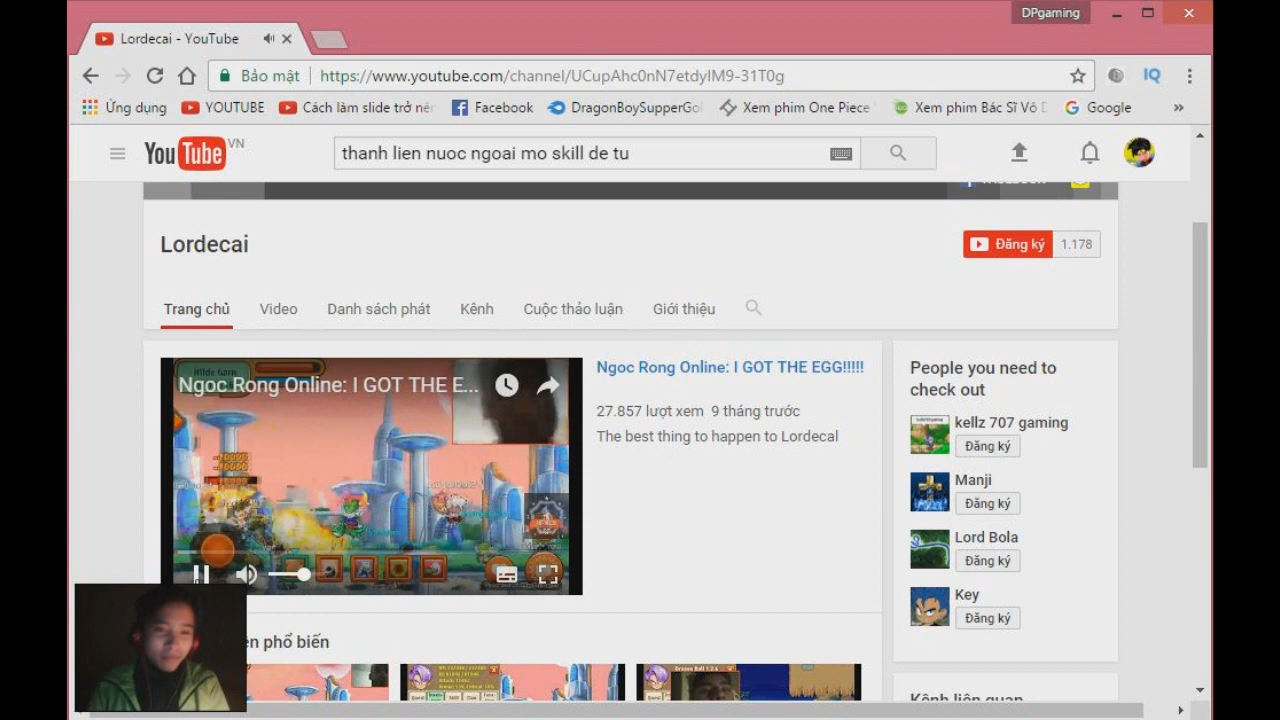 DPgaming
Lordecai - YouTube
Bảo mật
https://www.youtube.com/channel/UCupAhc0nN7etdyIM9-31T0g
Ứng dụng
YOUTUBE
Cách làm slide trở nên
Facebook
DragonBoySupperGo
Xem phim One Piece
Xem phim Bác Sĩ Vô D
Google
»
YouTube VN
thanh lien nuoc ngoai mo skill de tu
Lordecai
Đăng ký
1.178
Trang chủ
Video
Danh sách phát
Kênh
Cuộc thảo luận
Giới thiệu
Ngoc Rong Online: I GOT THE E...
Ngoc Rong Online: I GOT THE EGG!!!!!
27.857 lượt xem 9 tháng trước
The best thing to happen to Lordecal
People you need to
check out
kellz 707 gaming
Đăng ký
Manji
Đăng ký
Lord Bola
Đăng ký
Key
Đăng ký
phổ biến
Kênh liên quan